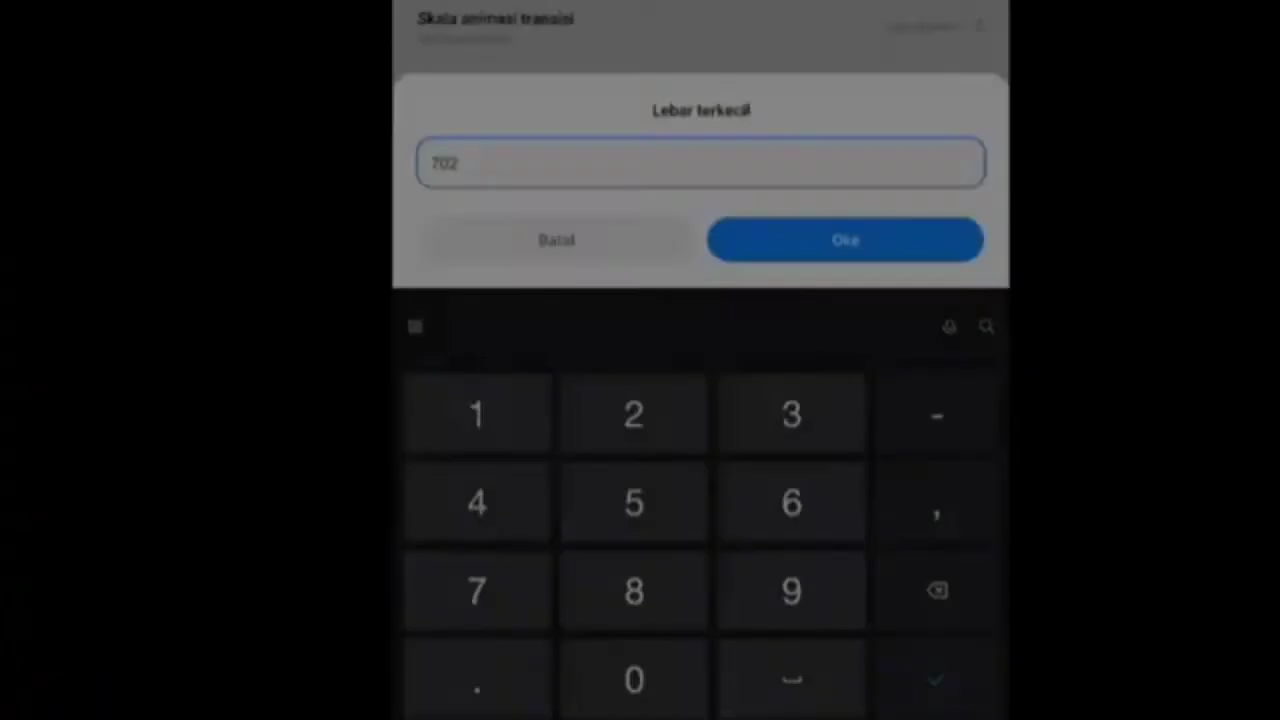 Skala animasi transisi
Lebar terkecil
702
Batal
Oke
1 2 3 -
4 5 6 ,
7 8 9
. 0